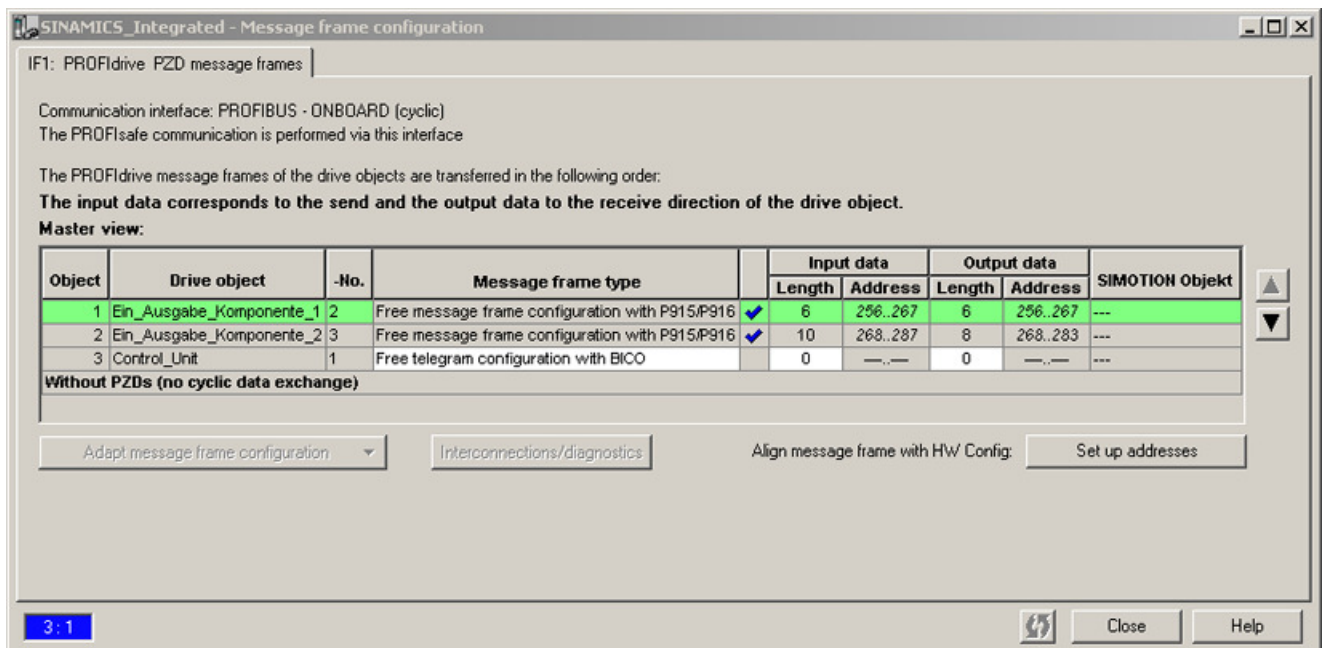 SINAMICS_Integrated - Message frame configuration
IF1: PROFIdrive PZD message frames
Communication interface: PROFIBUS - ONBOARD (cyclic)
The PROFIsafe communication is performed via this interface
The PROFIdrive message frames of the drive objects are transferred in the following order:
The input data corresponds to the send and the output data to the receive direction of the drive object.
Master view:
Object Drive object -No. Message frame type Input data Output data SIMOTION Objekt
Length Address Length Address
1 Ein_Ausgabe_Komponente_1 2 Free message frame configuration with P915/P916 ✔ 6 256..267 6 256..267 ---
2 Ein_Ausgabe_Komponente_2 3 Free message frame configuration with P915/P916 ✔ 10 268..287 8 268..283 ---
3 Control_Unit 1 Free telegram configuration with BICO 0 —..— 0 —..— ---
Without PZDs (no cyclic data exchange)
Adapt message frame configuration Interconnections/diagnostics Align message frame with HW Config: Set up addresses
3 : 1 Close Help